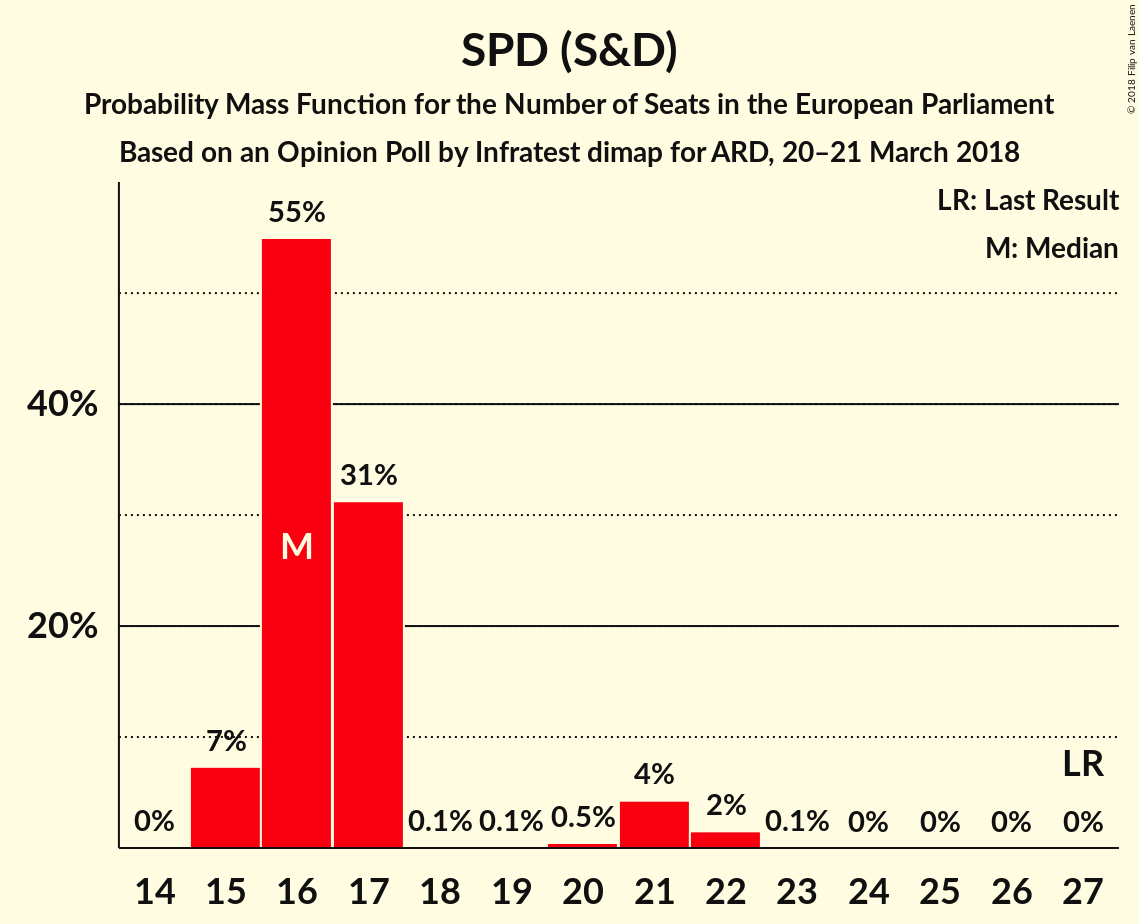 SPD (S&D)
Probability Mass Function for the Number of Seats in the European Parliament
Based on an Opinion Poll by Infratest dimap for ARD, 20–21 March 2018
© 2018 Filip van Laenen
LR: Last Result
M: Median
55%
40%
31%
M
20%
7%
LR
4%
2%
0%
0.1%
0.1%
0.5%
0.1%
0%
0%
0%
0%
14 15 16 17 18 19 20 21 22 23 24 25 26 27